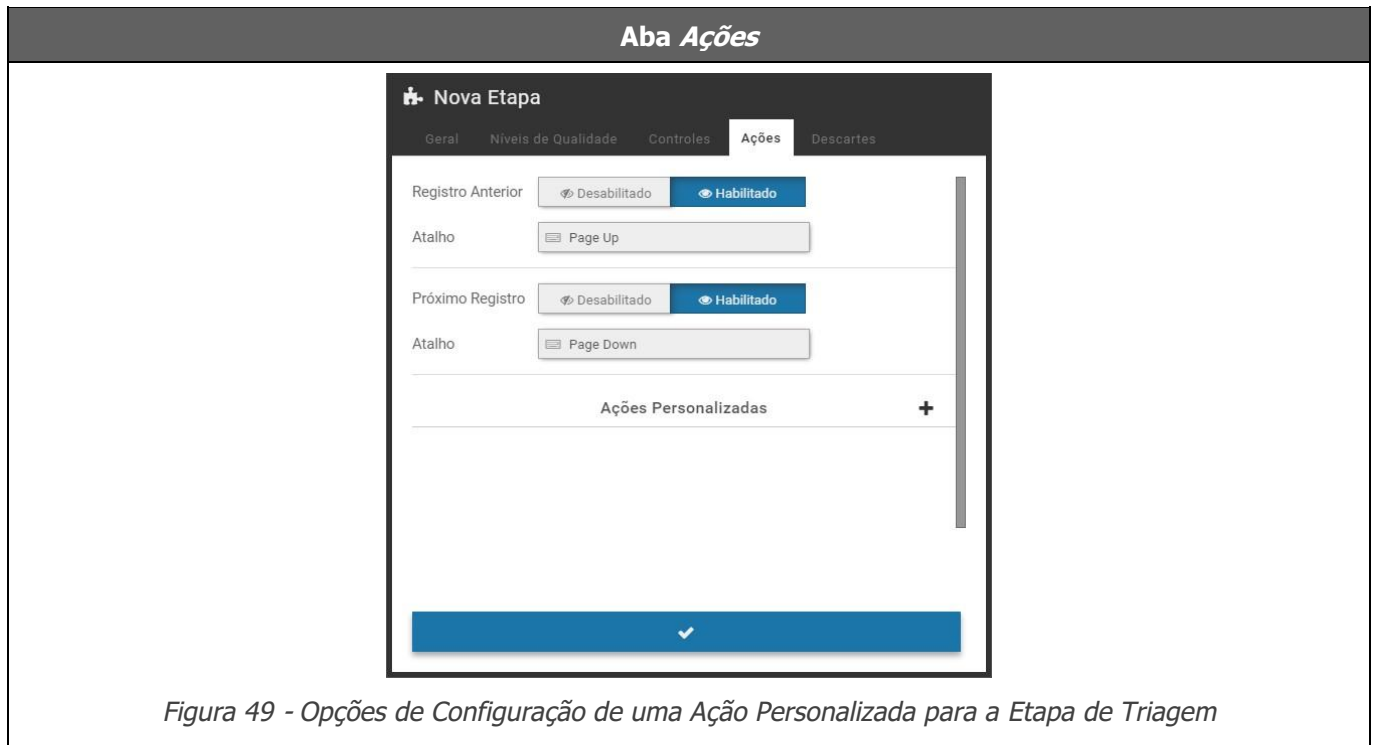 Aba Ações
Nova Etapa
Geral Níveis de Qualidade Controles Ações Descartes
Registro Anterior Desabilitado Habilitado
Atalho Page Up
Próximo Registro Desabilitado Habilitado
Atalho Page Down
Ações Personalizadas
Figura 49 - Opções de Configuração de uma Ação Personalizada para a Etapa de Triagem